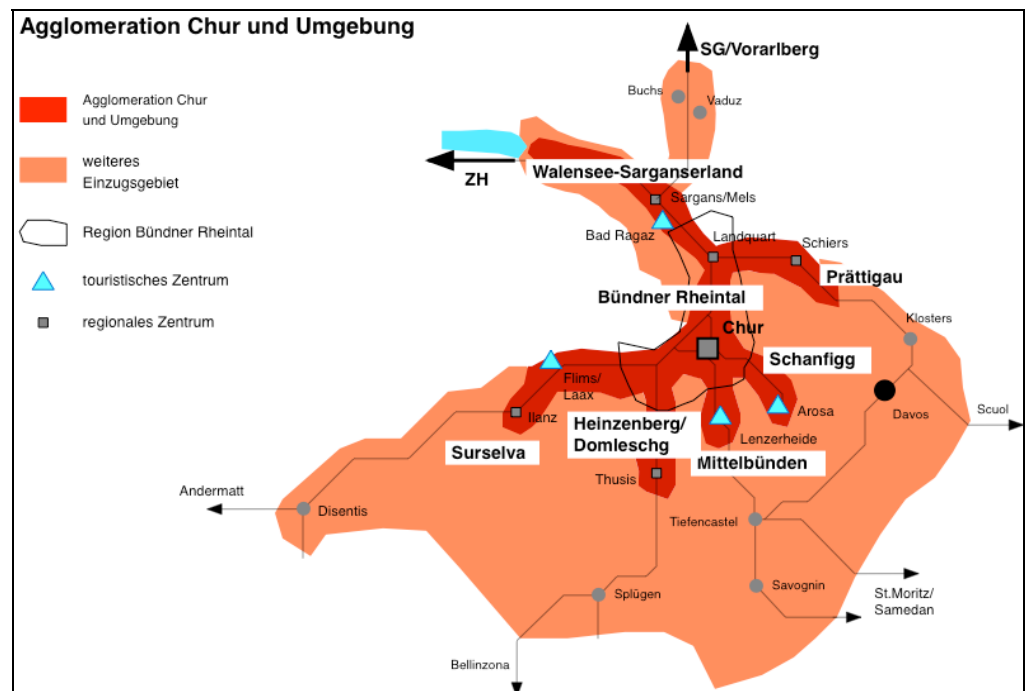 Agglomeration Chur und Umgebung
Agglomeration Chur
und Umgebung
weiteres
Einzugsgebiet
Region Bündner Rheintal
touristisches Zentrum
regionales Zentrum
SG/Vorarlberg
Buchs
Vaduz
ZH
Walensee-Sarganserland
Sargans/Mels
Bad Ragaz
Landquart
Schiers
Prättigau
Bündner Rheintal
Klosters
Chur
Schanfigg
Flims/
Laax
Davos
Scuol
Arosa
Ilanz
Heinzenberg/
Domleschg
Lenzerheide
Surselva
Mittelbünden
Thusis
Andermatt
Disentis
Tiefencastel
Splügen
Savognin
St.Moritz/
Samedan
Bellinzona